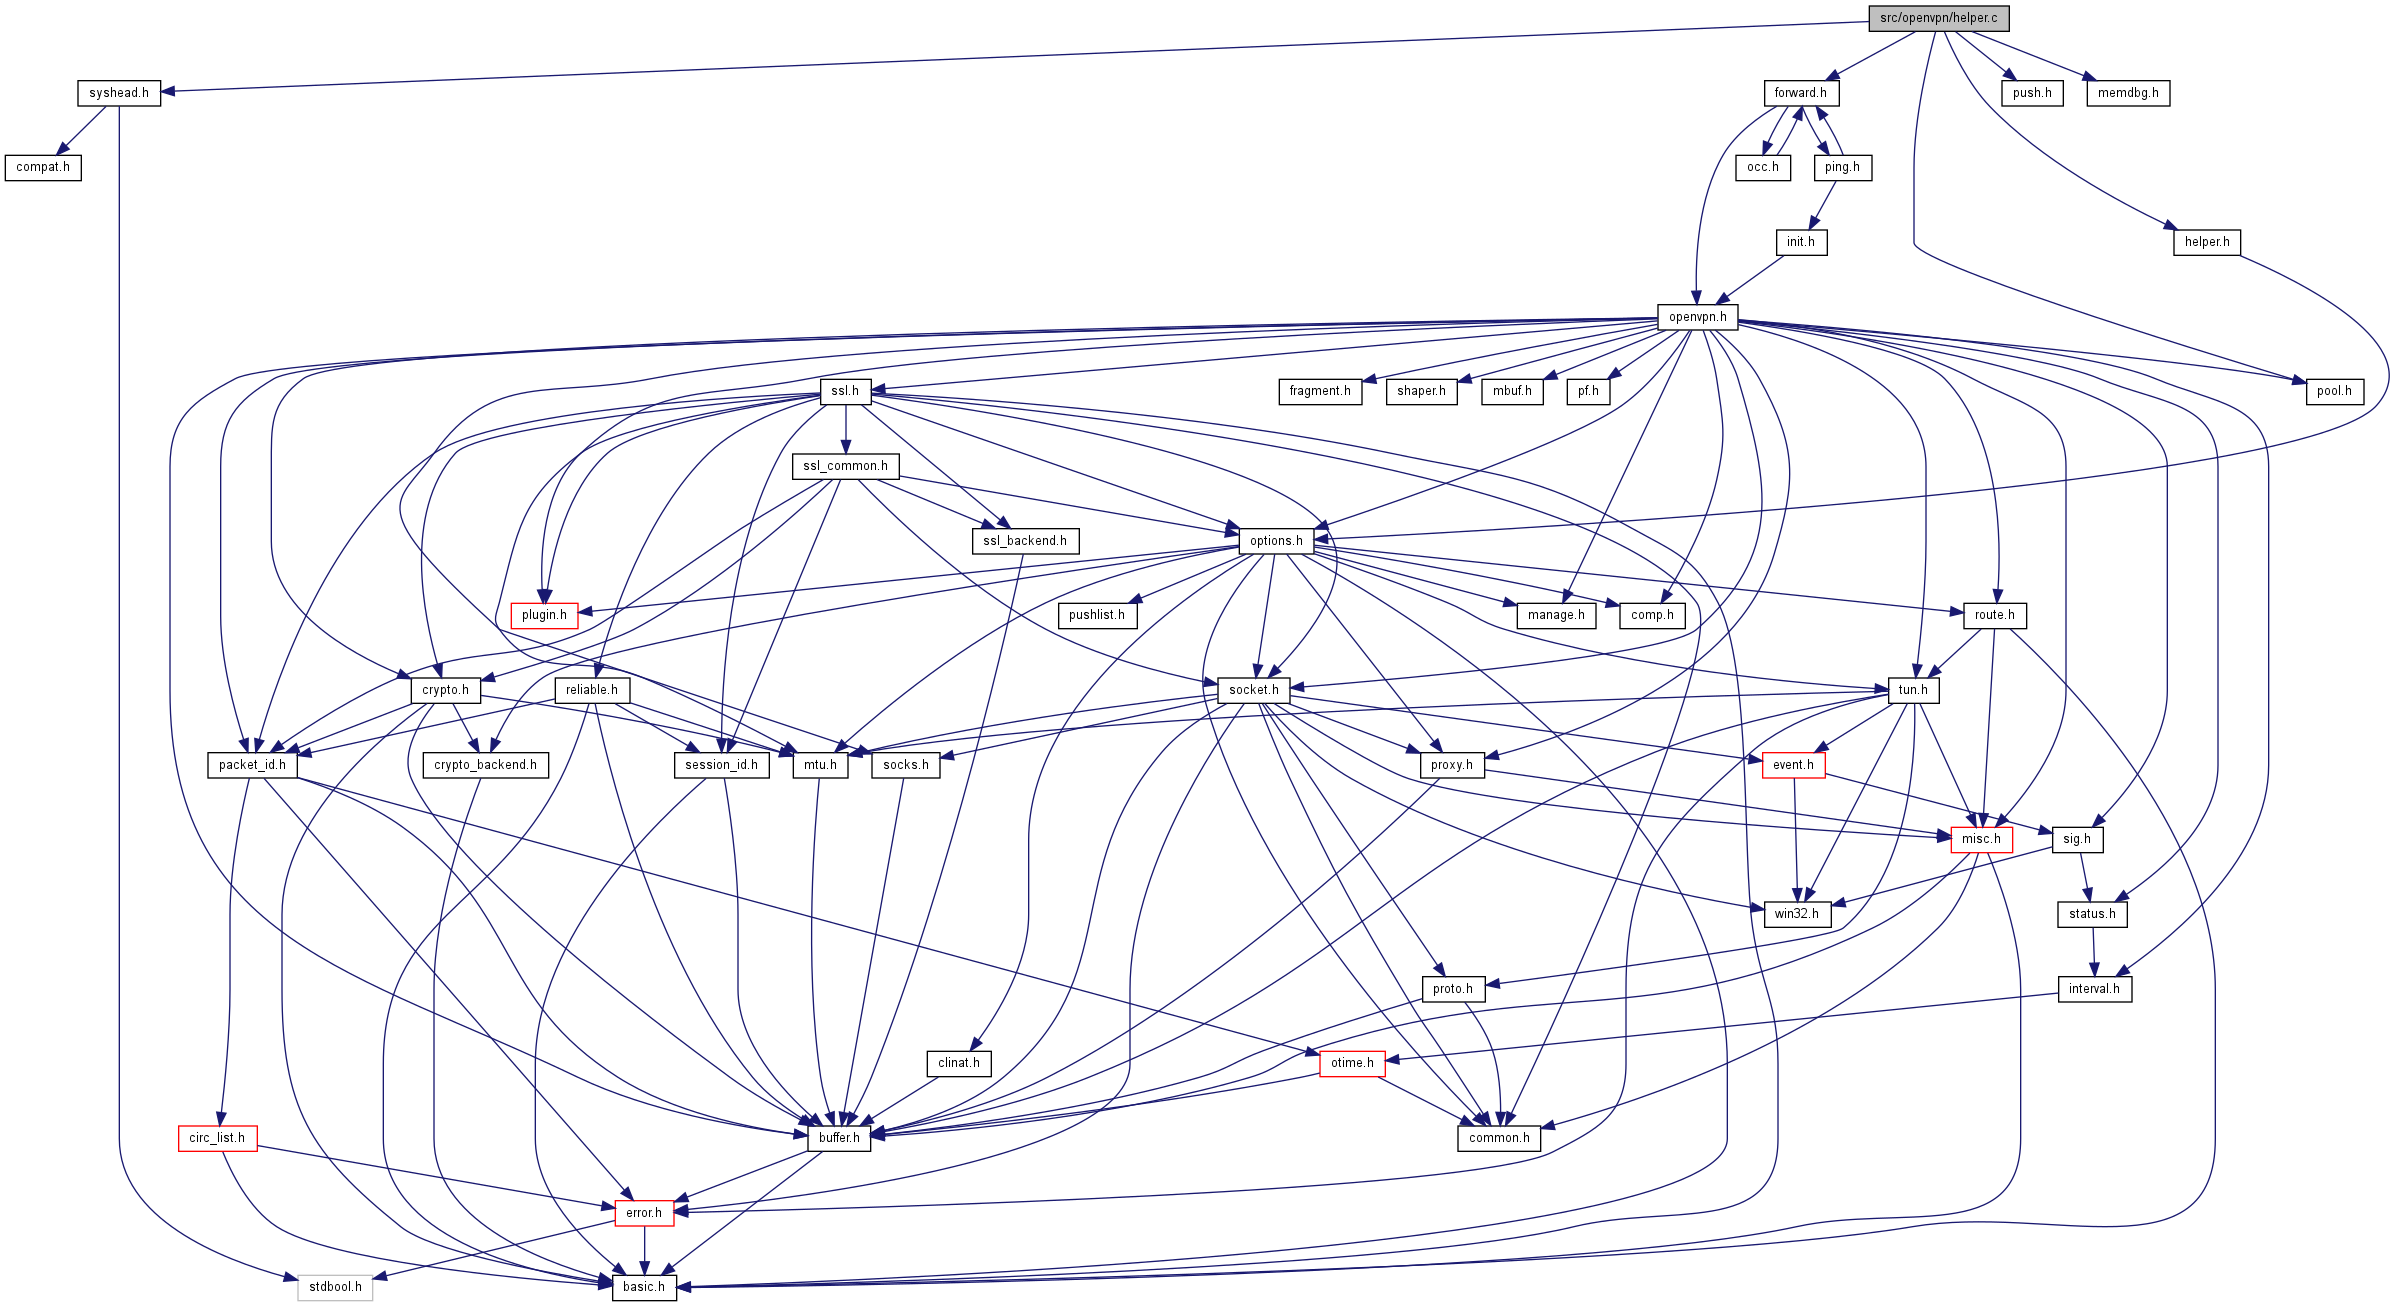 src/openvpn/helper.c
syshead.h
forward.h
push.h
memdbg.h
compat.h
occ.h
ping.h
init.h
helper.h
openvpn.h
ssl.h
fragment.h
shaper.h
mbuf.h
pf.h
pool.h
ssl_common.h
ssl_backend.h
options.h
plugin.h
pushlist.h
manage.h
comp.h
route.h
crypto.h
reliable.h
socket.h
tun.h
packet_id.h
crypto_backend.h
session_id.h
mtu.h
socks.h
proxy.h
event.h
misc.h
sig.h
win32.h
status.h
proto.h
interval.h
clinat.h
otime.h
circ_list.h
buffer.h
common.h
error.h
stdbool.h
basic.h